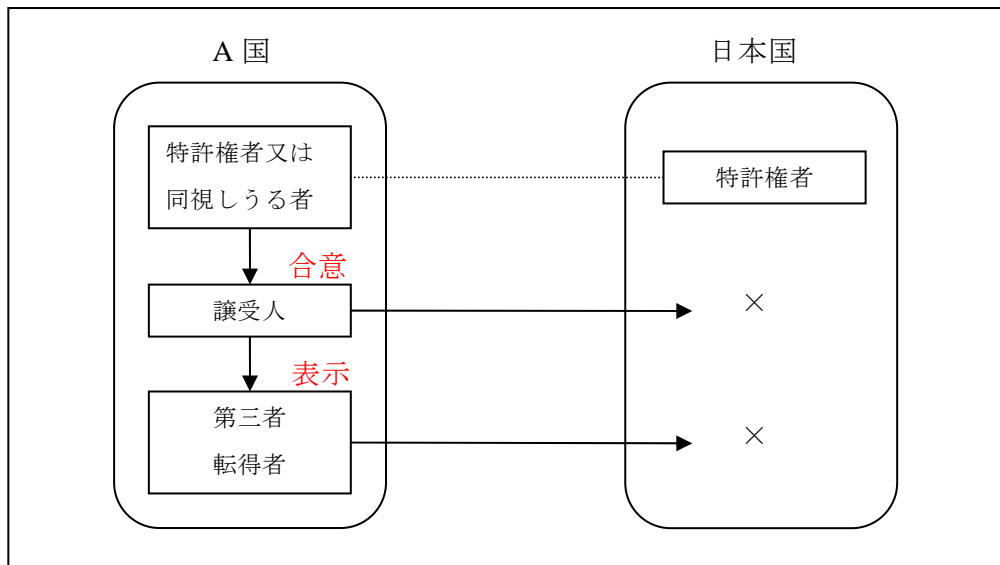 A 国
日本国
特許権者又は
同視しうる者
特許権者
合意
譲受人
×
表示
第三者
転得者
×